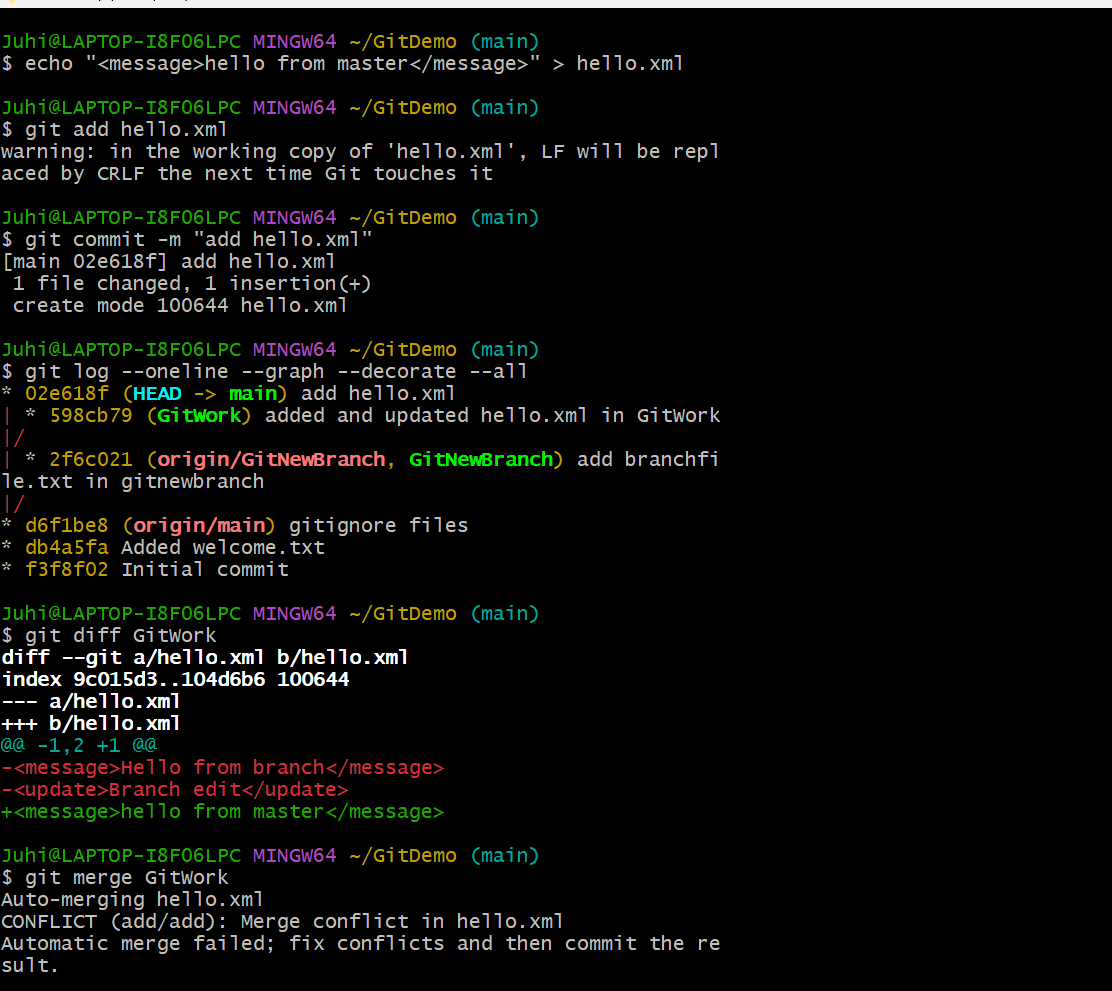 Juhi@LAPTOP-I8F06LPC MINGW64 ~/GitDemo (main)
$ echo "<message>hello from master</message>" > hello.xml

Juhi@LAPTOP-I8F06LPC MINGW64 ~/GitDemo (main)
$ git add hello.xml
warning: in the working copy of 'hello.xml', LF will be repl
aced by CRLF the next time Git touches it

Juhi@LAPTOP-I8F06LPC MINGW64 ~/GitDemo (main)
$ git commit -m "add hello.xml"
[main 02e618f] add hello.xml
 1 file changed, 1 insertion(+)
 create mode 100644 hello.xml

Juhi@LAPTOP-I8F06LPC MINGW64 ~/GitDemo (main)
$ git log --oneline --graph --decorate --all
* 02e618f (HEAD -> main) add hello.xml
| * 598cb79 (GitWork) added and updated hello.xml in GitWork
|/
| * 2f6c021 (origin/GitNewBranch, GitNewBranch) add branchfi
le.txt in gitnewbranch
|/
* d6f1be8 (origin/main) gitignore files
* db4a5fa Added welcome.txt
* f3f8f02 Initial commit

Juhi@LAPTOP-I8F06LPC MINGW64 ~/GitDemo (main)
$ git diff GitWork
diff --git a/hello.xml b/hello.xml
index 9c015d3..104d6b6 100644
--- a/hello.xml
+++ b/hello.xml
@@ -1,2 +1 @@
-<message>Hello from branch</message>
-<update>Branch edit</update>
+<message>hello from master</message>

Juhi@LAPTOP-I8F06LPC MINGW64 ~/GitDemo (main)
$ git merge GitWork
Auto-merging hello.xml
CONFLICT (add/add): Merge conflict in hello.xml
Automatic merge failed; fix conflicts and then commit the re
sult.